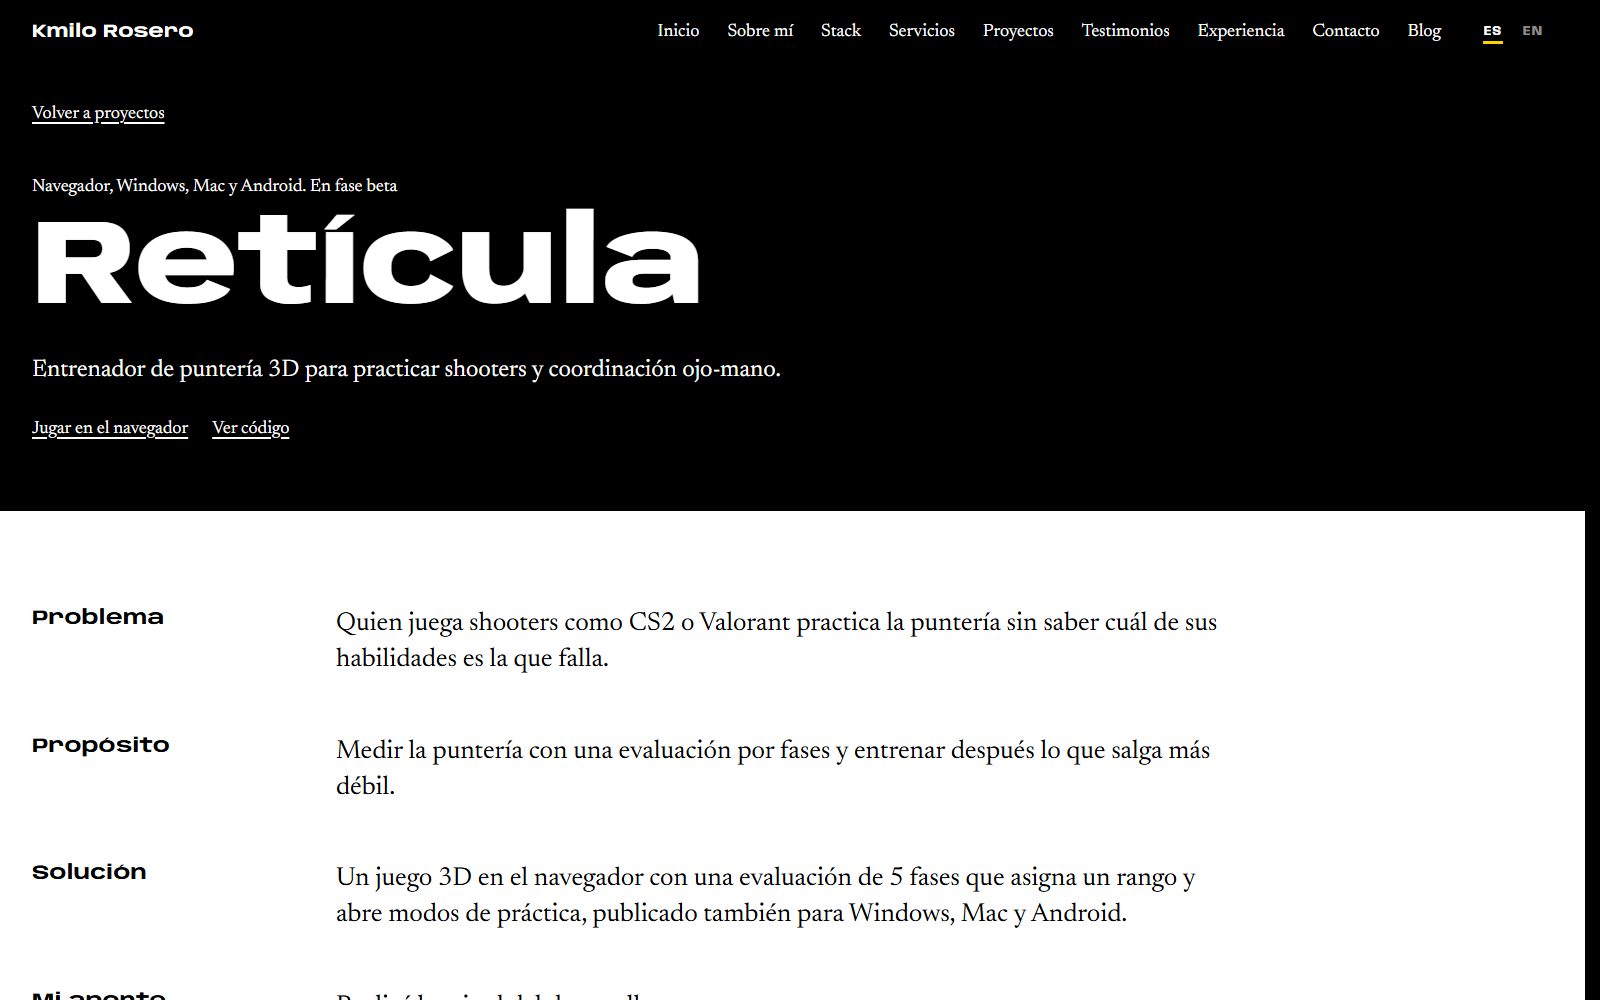 Kmilo Rosero
Inicio Sobre mí Stack Servicios Proyectos Testimonios Experiencia Contacto Blog ES EN
Volver a proyectos
Navegador, Windows, Mac y Android. En fase beta
Retícula
Entrenador de puntería 3D para practicar shooters y coordinación ojo-mano.
Jugar en el navegador Ver código
Problema
Quien juega shooters como CS2 o Valorant practica la puntería sin saber cuál de sus
habilidades es la que falla.
Propósito
Medir la puntería con una evaluación por fases y entrenar después lo que salga más
débil.
Solución
Un juego 3D en el navegador con una evaluación de 5 fases que asigna un rango y
abre modos de práctica, publicado también para Windows, Mac y Android.
Mi aporte